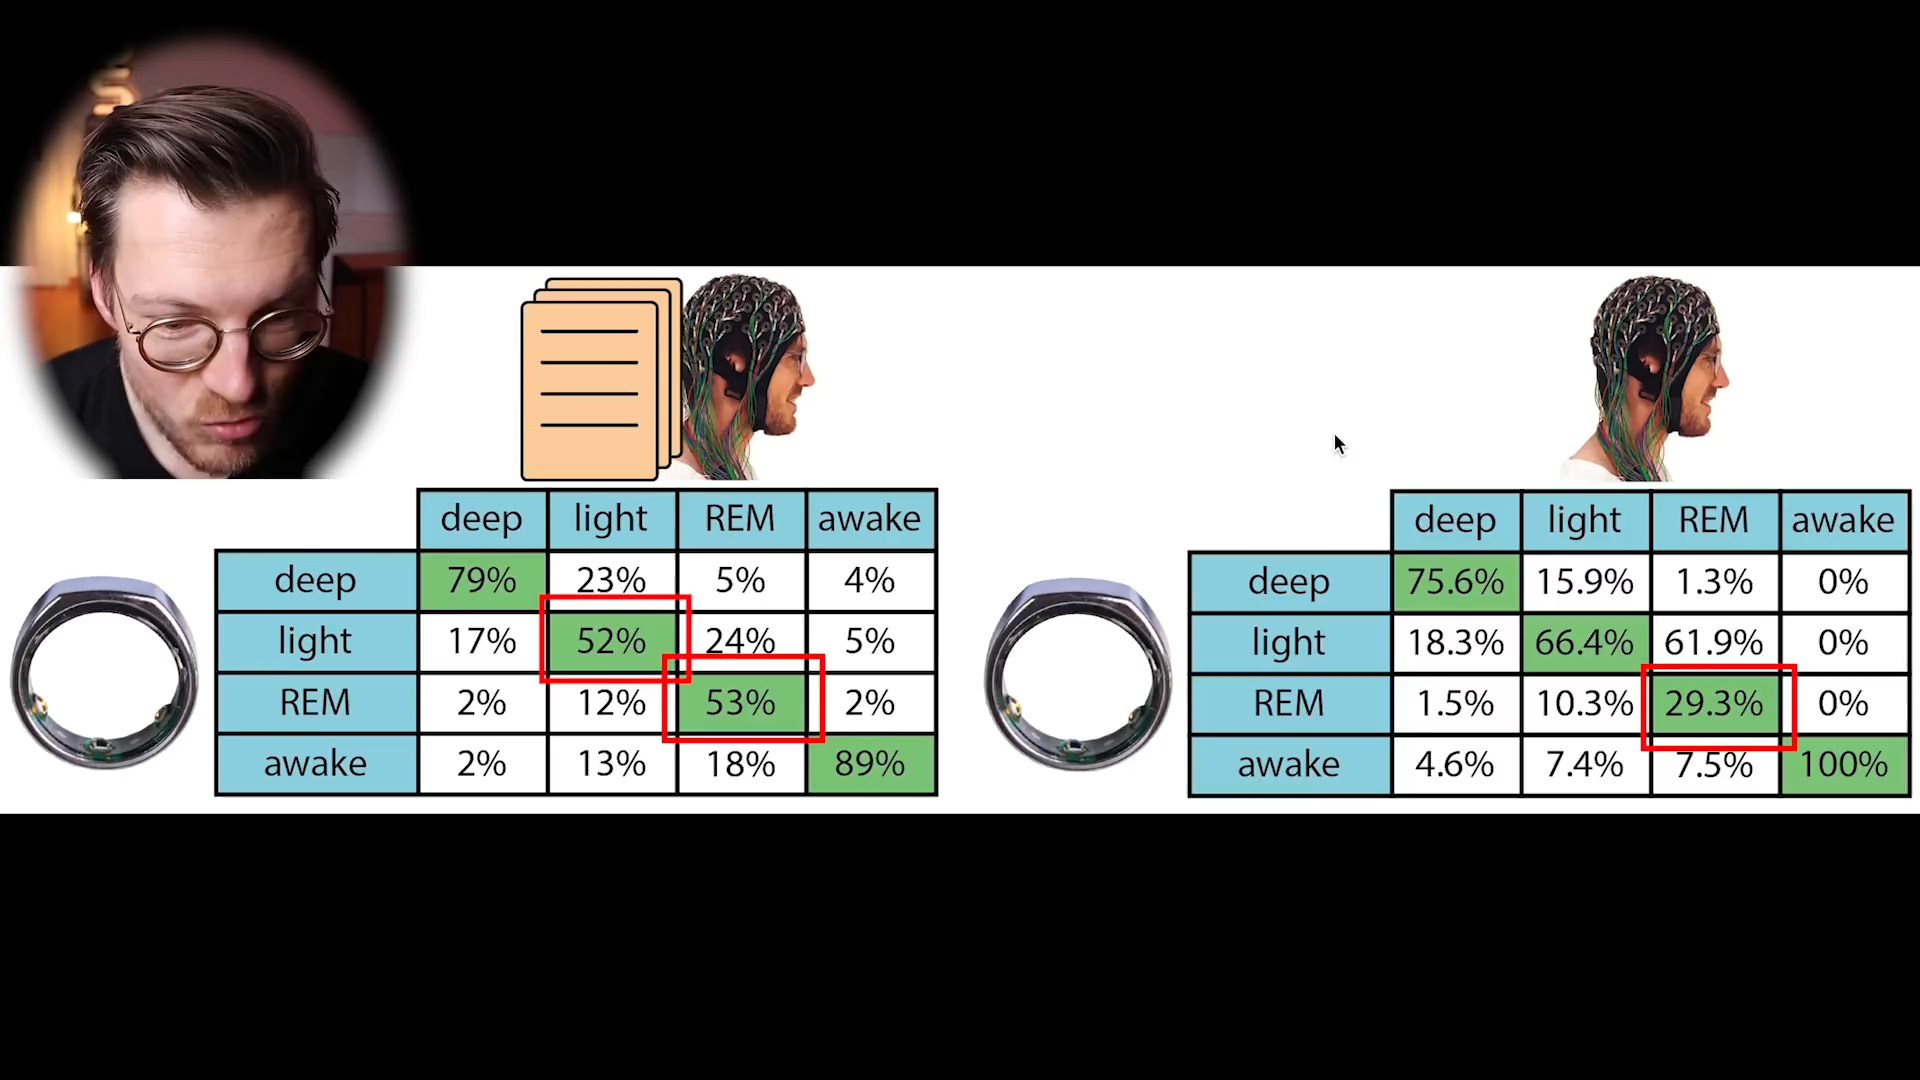 deep light REM awake
deep 79% 23% 5% 4%
light 17% 52% 24% 5%
REM 2% 12% 53% 2%
awake 2% 13% 18% 89%
deep light REM awake
deep 75.6% 15.9% 1.3% 0%
light 18.3% 66.4% 61.9% 0%
REM 1.5% 10.3% 29.3% 0%
awake 4.6% 7.4% 7.5% 100%